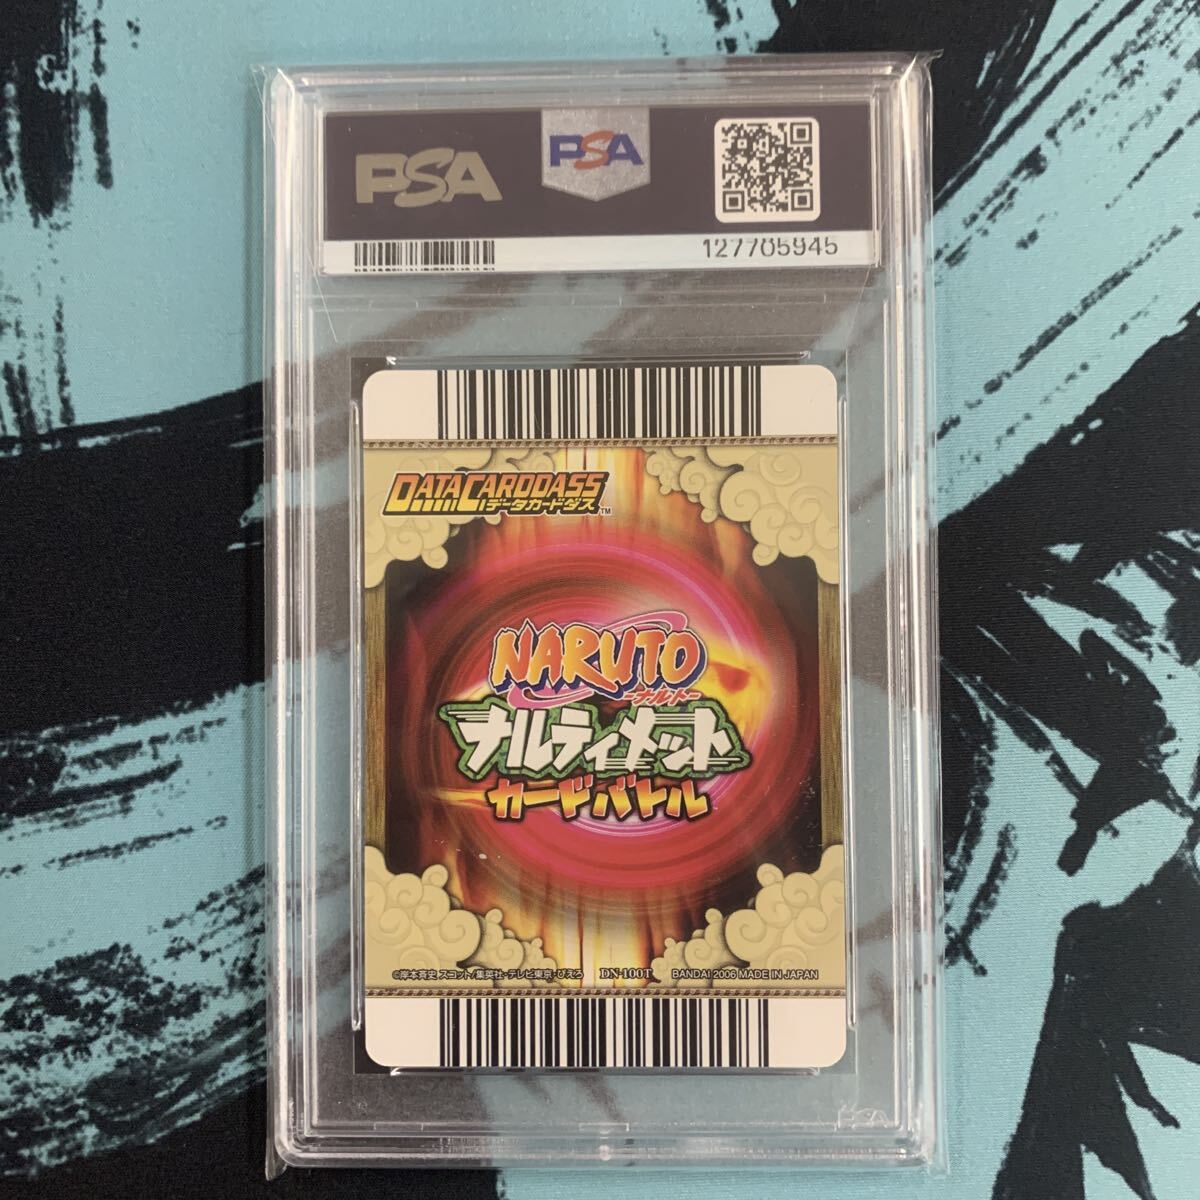 PSA
PSA
127705945
DATACARDDASS
データカードダス™
NARUTO
-ナルト-
ナルティメット
カードバトル
©岸本斉史 スコット/集英社・テレビ東京・ぴえろ DN-100T BANDAI 2006 MADE IN JAPAN